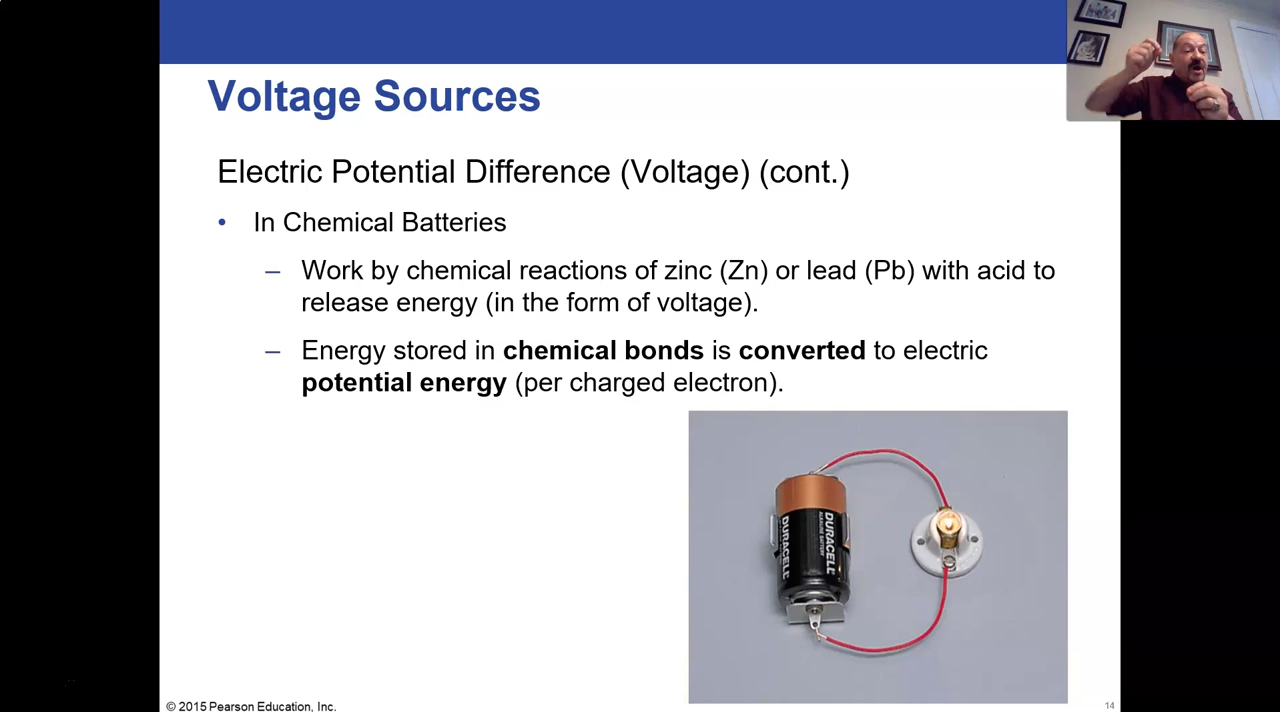 Voltage Sources
Electric Potential Difference (Voltage) (cont.)
• In Chemical Batteries
– Work by chemical reactions of zinc (Zn) or lead (Pb) with acid to
release energy (in the form of voltage).
– Energy stored in chemical bonds is converted to electric
potential energy (per charged electron).
DURACELL
DURACELL
ALKALINE BATTERY
© 2015 Pearson Education, Inc.
14